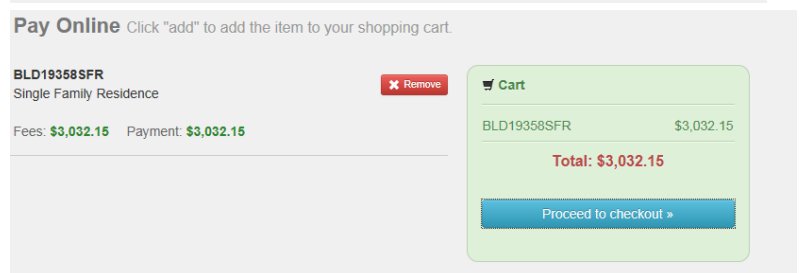 Pay Online Click "add" to add the item to your shopping cart.
BLD19358SFR
Single Family Residence
Remove
Fees: $3,032.15 Payment: $3,032.15
Cart
BLD19358SFR $3,032.15
Total: $3,032.15
Proceed to checkout »